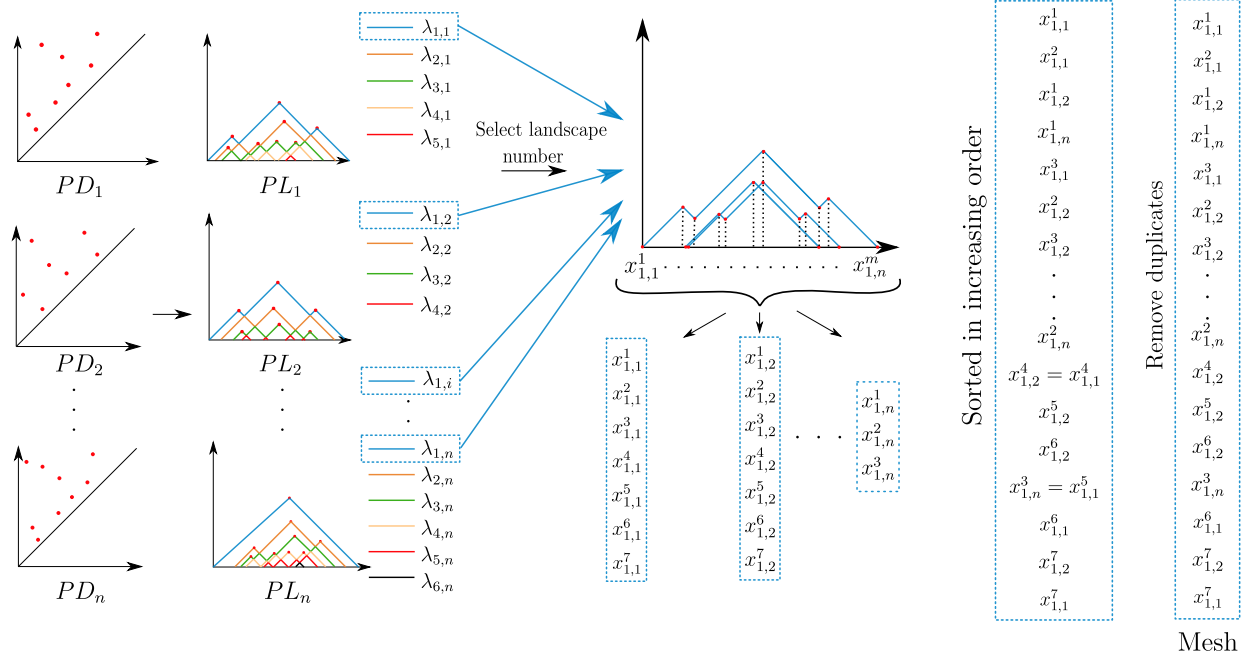 λ_{1,1}
λ_{2,1}
λ_{3,1}
λ_{4,1}
λ_{5,1}
PD_1
PL_1
λ_{1,2}
λ_{2,2}
λ_{3,2}
λ_{4,2}
PD_2
PL_2
λ_{1,i}
λ_{1,n}
λ_{2,n}
λ_{3,n}
λ_{4,n}
λ_{5,n}
λ_{6,n}
PD_n
PL_n
Select landscape
number
x^1_{1,1} . . . . . . . . . . . . . . x^m_{1,n}
x^1_{1,1}
x^2_{1,1}
x^3_{1,1}
x^4_{1,1}
x^5_{1,1}
x^6_{1,1}
x^7_{1,1}
x^1_{1,2}
x^2_{1,2}
x^3_{1,2}
x^4_{1,2}
x^5_{1,2}
x^6_{1,2}
x^7_{1,2}
. . . .
x^1_{1,n}
x^2_{1,n}
x^3_{1,n}
Sorted in increasing order
x^1_{1,1}
x^2_{1,1}
x^1_{1,2}
x^1_{1,n}
x^3_{1,1}
x^2_{1,2}
x^3_{1,2}
.
.
.
x^2_{1,n}
x^4_{1,2} = x^4_{1,1}
x^5_{1,2}
x^6_{1,2}
x^3_{1,n} = x^5_{1,1}
x^6_{1,1}
x^7_{1,2}
x^7_{1,1}
Remove duplicates
x^1_{1,1}
x^2_{1,1}
x^1_{1,2}
x^1_{1,n}
x^3_{1,1}
x^2_{1,2}
x^3_{1,2}
.
.
.
x^2_{1,n}
x^4_{1,2}
x^5_{1,2}
x^6_{1,2}
x^3_{1,n}
x^6_{1,1}
x^7_{1,2}
x^7_{1,1}
Mesh